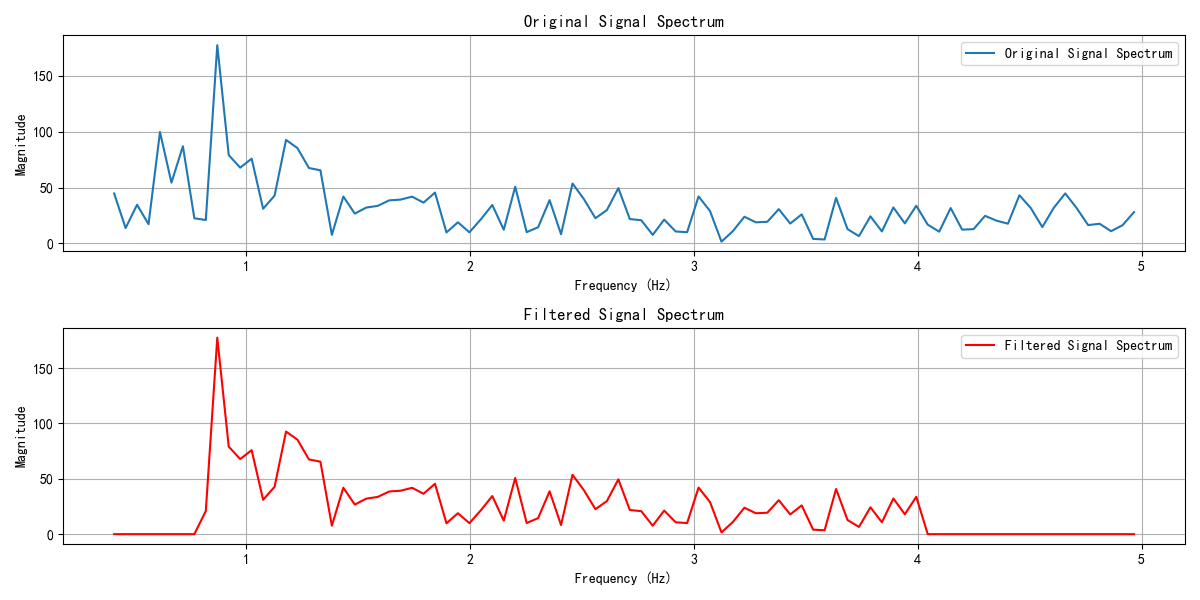 Original Signal Spectrum
Original Signal Spectrum
150
100
50
0
Magnitude
1 2 3 4 5
Frequency (Hz)
Filtered Signal Spectrum
Filtered Signal Spectrum
150
100
50
0
Magnitude
1 2 3 4 5
Frequency (Hz)